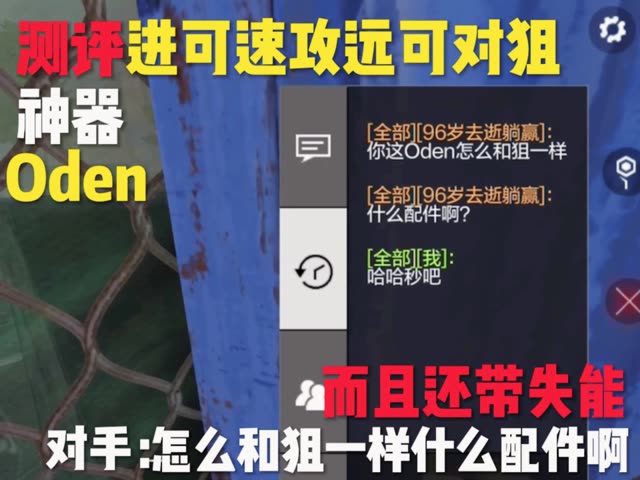 测评进可速攻远可对狙
神器
Oden
[全部][96岁去逝躺赢]:
你这Oden怎么和狙一样
[全部][96岁去逝躺赢]:
什么配件啊?
[全部][我]:
哈哈秒吧
而且还带失能
对手:怎么和狙一样什么配件啊